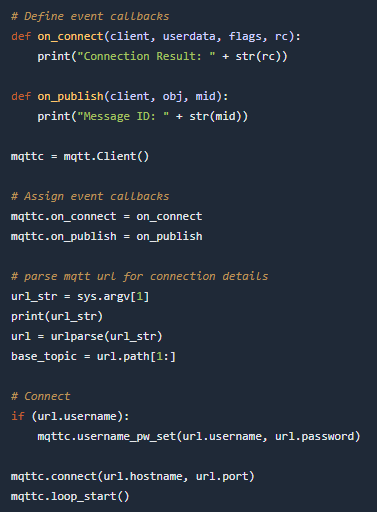 # Define event callbacks
def on_connect(client, userdata, flags, rc):
    print("Connection Result: " + str(rc))

def on_publish(client, obj, mid):
    print("Message ID: " + str(mid))

mqttc = mqtt.Client()

# Assign event callbacks
mqttc.on_connect = on_connect
mqttc.on_publish = on_publish

# parse mqtt url for connection details
url_str = sys.argv[1]
print(url_str)
url = urlparse(url_str)
base_topic = url.path[1:]

# Connect
if (url.username):
    mqttc.username_pw_set(url.username, url.password)

mqttc.connect(url.hostname, url.port)
mqttc.loop_start()